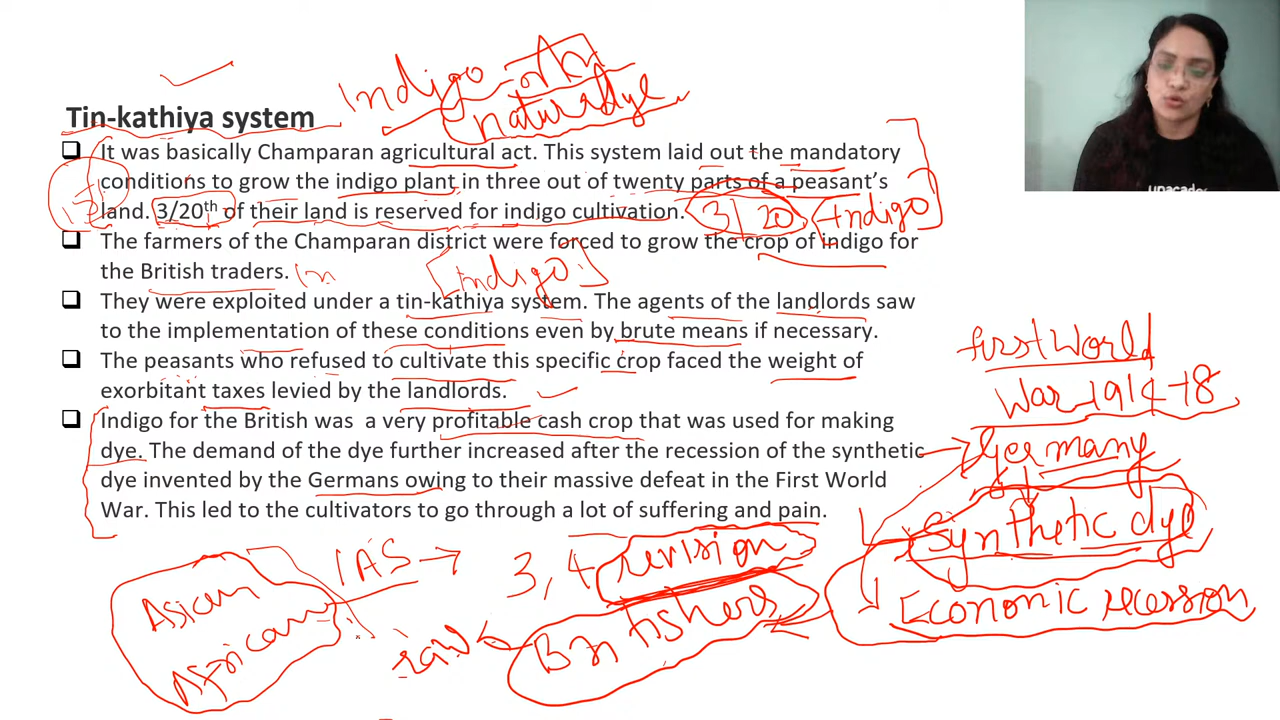 Indigo
natural dye
Tin-kathiya system
❑ It was basically Champaran agricultural act. This system laid out the mandatory
conditions to grow the indigo plant in three out of twenty parts of a peasant’s
land. 3/20th of their land is reserved for indigo cultivation.
3/20 Indigo
❑ The farmers of the Champaran district were forced to grow the crop of indigo for
the British traders. In
[Indigo]
❑ They were exploited under a tin-kathiya system. The agents of the landlords saw
to the implementation of these conditions even by brute means if necessary.
❑ The peasants who refused to cultivate this specific crop faced the weight of
exorbitant taxes levied by the landlords.
❑ Indigo for the British was a very profitable cash crop that was used for making
dye. The demand of the dye further increased after the recession of the synthetic
dye invented by the Germans owing to their massive defeat in the First World
War. This led to the cultivators to go through a lot of suffering and pain.
first World
War-1914-18
Germany
Synthetic dye
Economic recession
IAS → 3, 4 revision
Britishers
raw
Asian
African
unacademy